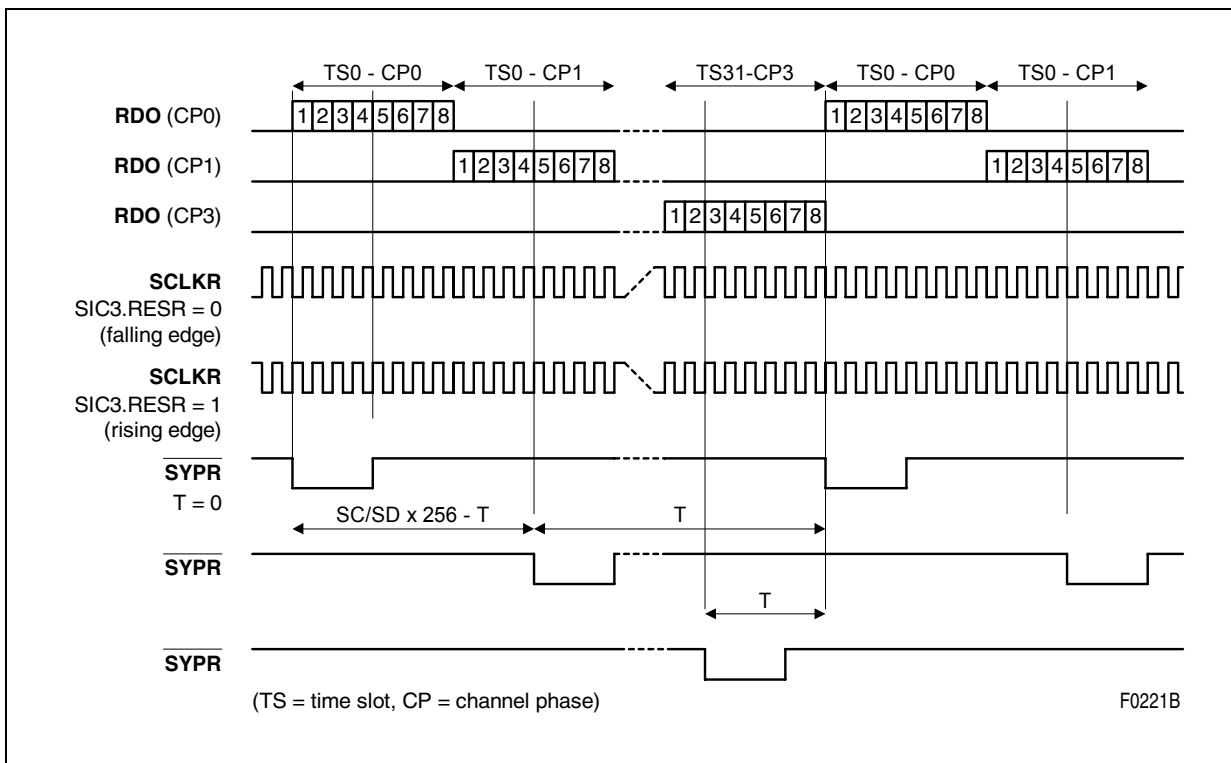 TS0 - CP0 TS0 - CP1 TS31-CP3 TS0 - CP0 TS0 - CP1
RDO (CP0) 1 2 3 4 5 6 7 8 1 2 3 4 5 6 7 8
RDO (CP1) 1 2 3 4 5 6 7 8 1 2 3 4 5 6 7 8
RDO (CP3) 1 2 3 4 5 6 7 8
SCLKR
SIC3.RESR = 0
(falling edge)
SCLKR
SIC3.RESR = 1
(rising edge)
SYPR
T = 0
SC/SD x 256 - T T
SYPR
T
SYPR
(TS = time slot, CP = channel phase) F0221B